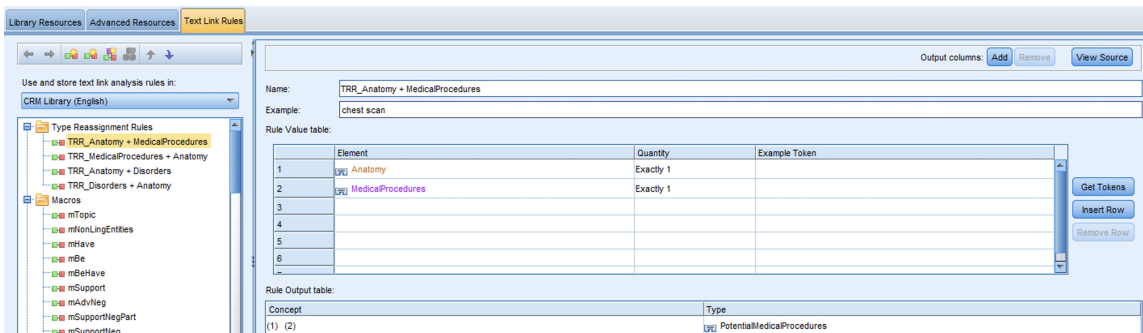 Library Resources Advanced Resources Text Link Rules
Output columns: Add Remove View Source
Use and store text link analysis rules in:
CRM Library (English)
Name: TRR_Anatomy + MedicalProcedures
Example: chest scan
Rule Value table:
Element Quantity Example Token
1 Anatomy Exactly 1
2 MedicalProcedures Exactly 1
3
4
5
6
Get Tokens
Insert Row
Remove Row
Rule Output table:
Concept Type
(1) (2) PotentialMedicalProcedures
Type Reassignment Rules
TRR_Anatomy + MedicalProcedures
TRR_MedicalProcedures + Anatomy
TRR_Anatomy + Disorders
TRR_Disorders + Anatomy
Macros
mTopic
mNonLingEntities
mHave
mBe
mBeHave
mSupport
mAdvNeg
mSupportNegPart
mSupportNeg